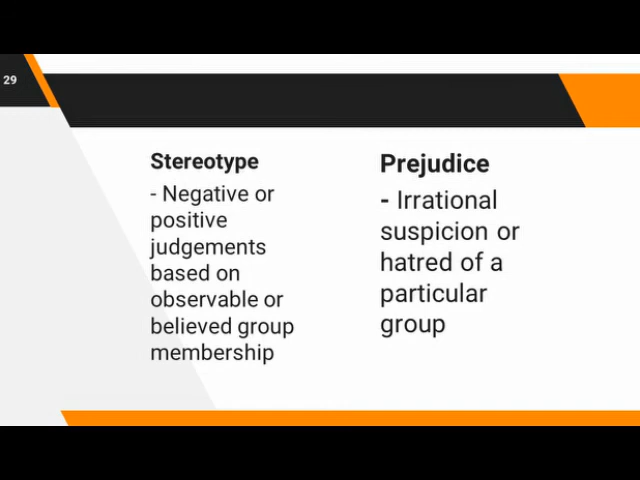 29
Stereotype
- Negative or
positive
judgements
based on
observable or
believed group
membership
Prejudice
- Irrational
suspicion or
hatred of a
particular
group